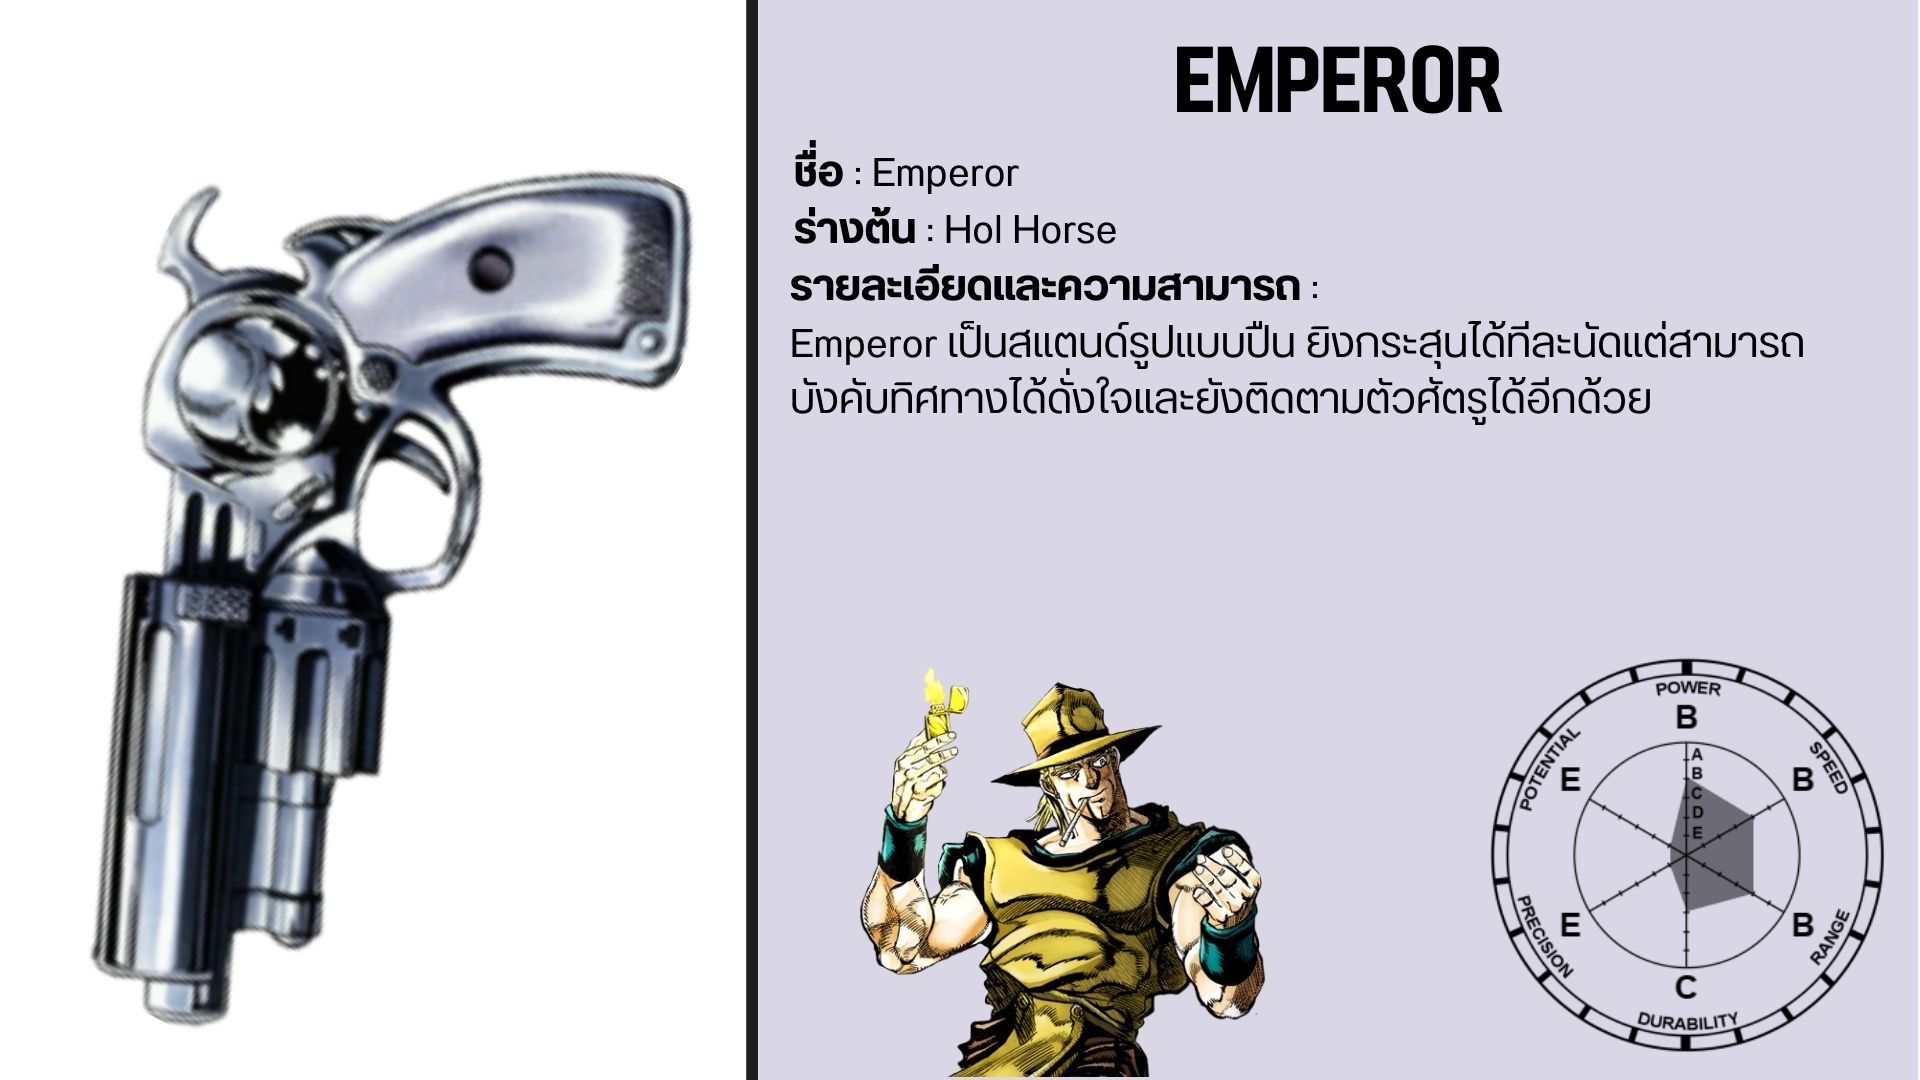 EMPEROR
ชื่อ : Emperor
ร่างต้น : Hol Horse
รายละเอียดและความสามารถ :
Emperor เป็นสแตนด์รูปแบบปืน ยิงกระสุนได้ทีละนัดแต่สามารถ
บังคับทิศทางได้ดั่งใจและยังติดตามตัวศัตรูได้อีกด้วย
POWER
B
POTENTIAL
E
A
B
C
D
E
B
SPEED
PRECISION
E
B
RANGE
C
DURABILITY